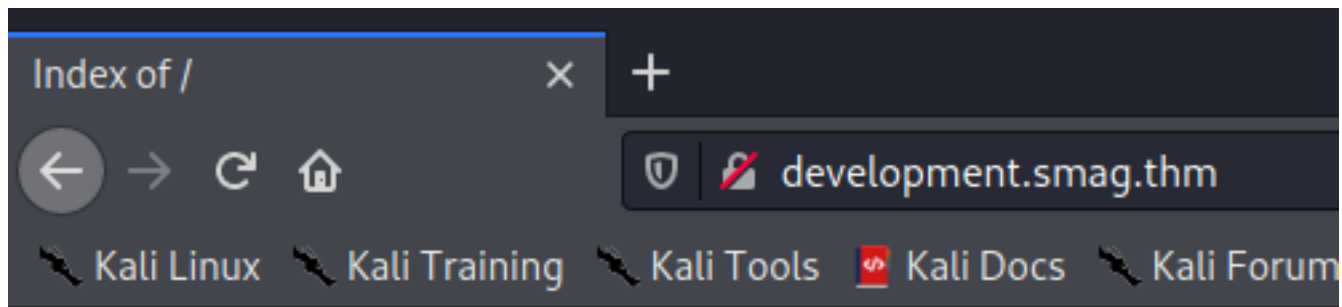 Index of /
development.smag.thm
Kali Linux Kali Training Kali Tools Kali Docs Kali Forum